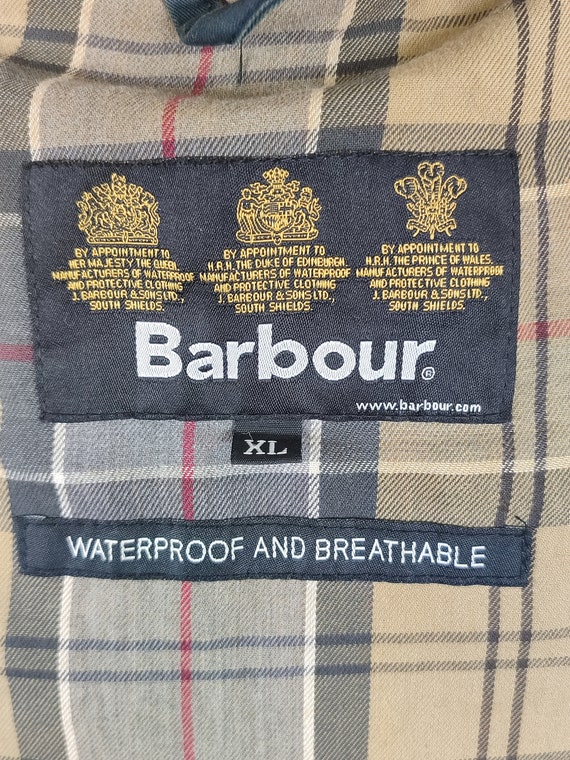 BY APPOINTMENT TO
HER MAJESTY THE QUEEN.
MANUFACTURERS OF WATERPROOF
AND PROTECTIVE CLOTHING
J. BARBOUR & SONS LTD.,
SOUTH SHIELDS.
BY APPOINTMENT TO
H.R.H. THE DUKE OF EDINBURGH.
MANUFACTURERS OF WATERPROOF
AND PROTECTIVE CLOTHING
J. BARBOUR & SONS LTD.,
SOUTH SHIELDS.
BY APPOINTMENT TO
H.R.H. THE PRINCE OF WALES.
MANUFACTURERS OF WATERPROOF
AND PROTECTIVE CLOTHING
J. BARBOUR & SONS LTD.,
SOUTH SHIELDS.
Barbour®
www.barbour.com
XL
WATERPROOF AND BREATHABLE